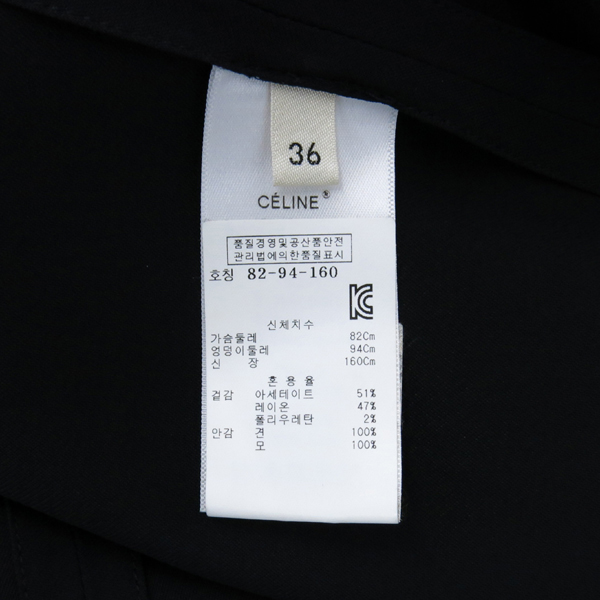 36
CÉLINE®
품질경영및공산품안전
관리법에의한품질표시
호칭 82-94-160
신체치수
가슴둘레 82Cm
엉덩이둘레 94Cm
신 장 160Cm
혼 용 율
겉감 아세테이트 51%
레이온 47%
폴리우레탄 2%
안감 견 100%
모 100%